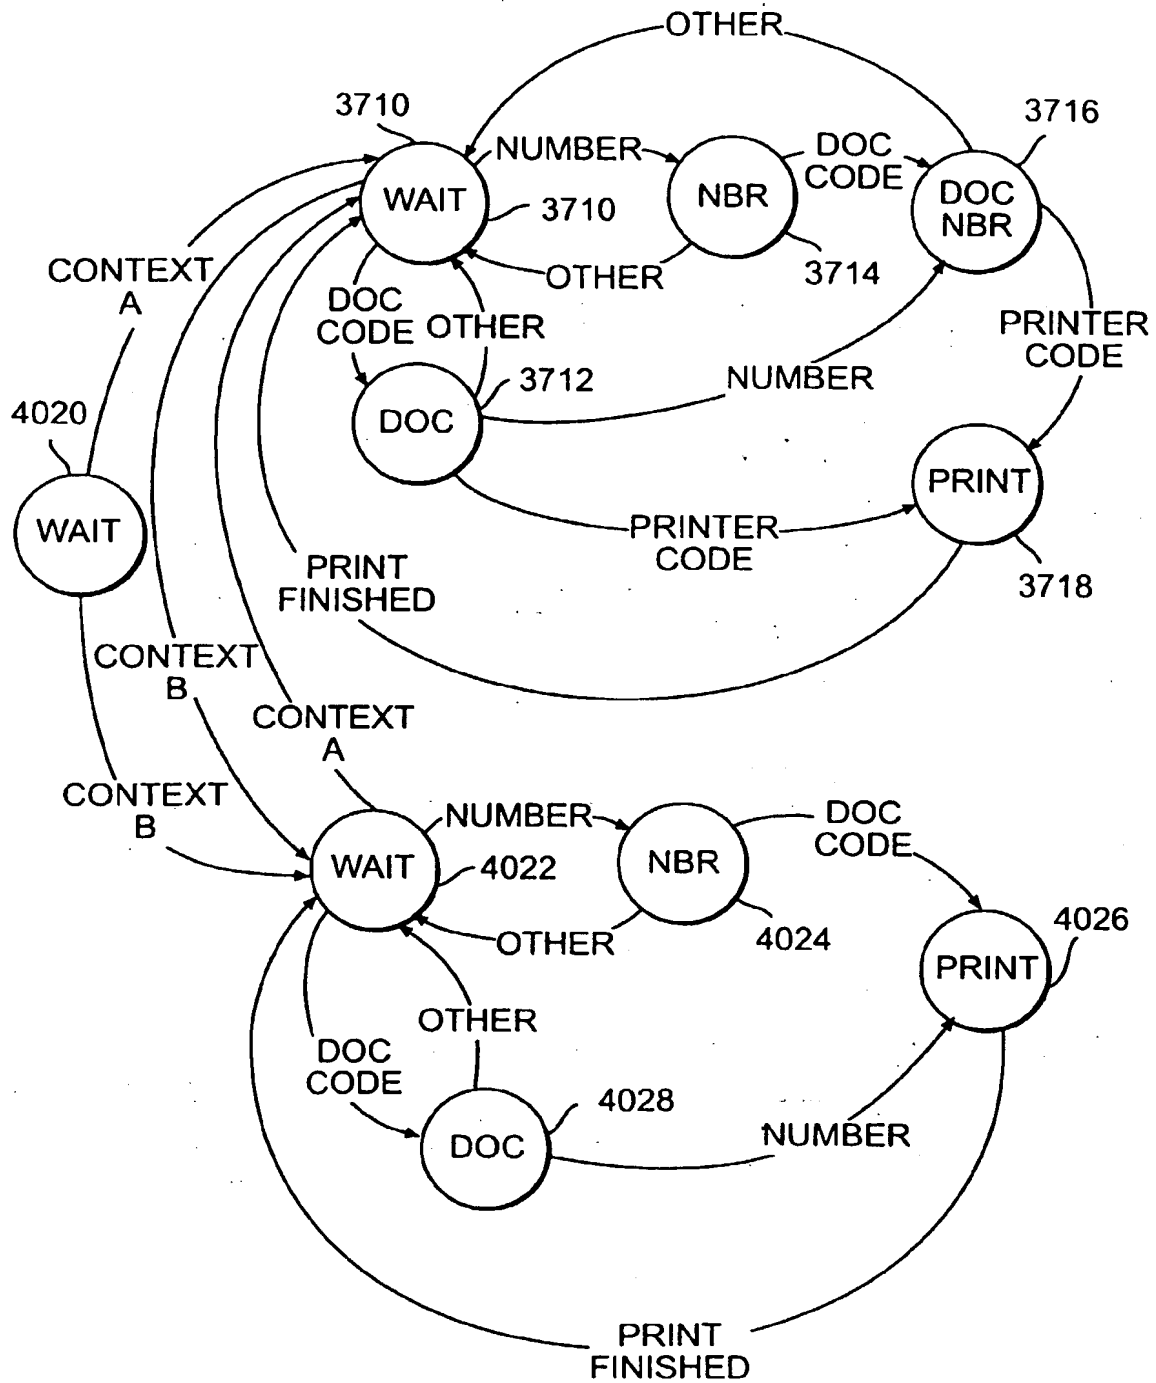 OTHER
3710
3716
NUMBER
DOC
CODE
WAIT
NBR
DOC
NBR
3710
3714
OTHER
CONTEXT
A
DOC
CODE
OTHER
PRINTER
CODE
3712
NUMBER
4020
DOC
PRINT
WAIT
PRINTER
CODE
PRINT
FINISHED
3718
CONTEXT
B
CONTEXT
A
CONTEXT
B
NUMBER
DOC
CODE
WAIT
4022
NBR
4024
OTHER
4026
PRINT
OTHER
DOC
CODE
4028
DOC
NUMBER
PRINT
FINISHED